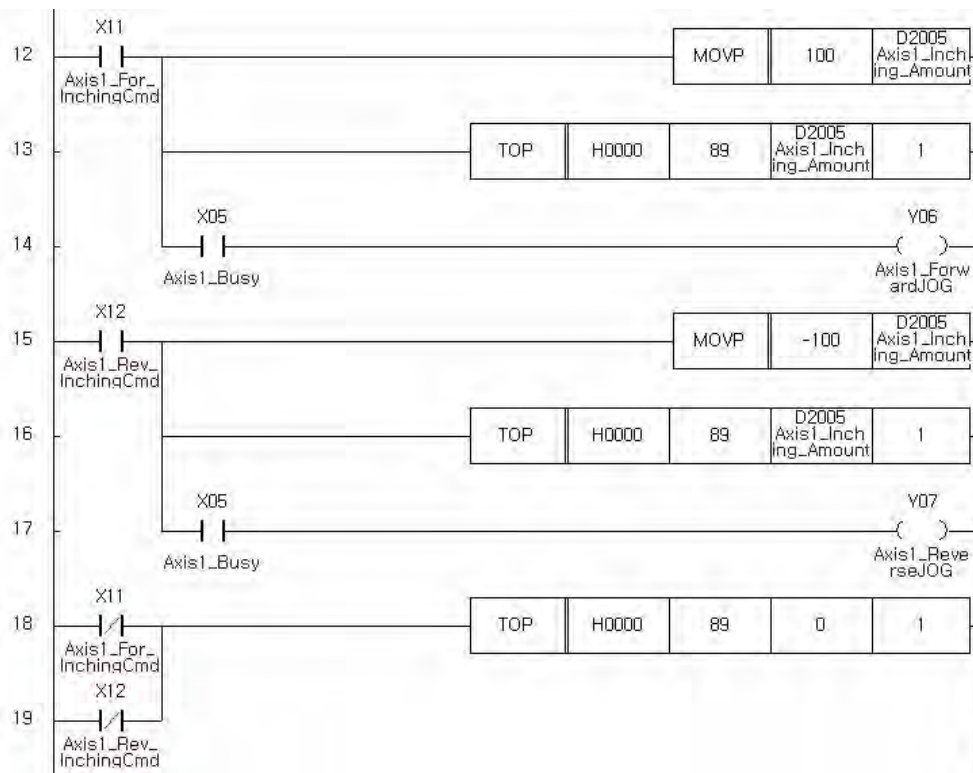 X11
12
MOVP 100 D2005
Axis1_Inch
ing_Amount
Axis1_For_
InchingCmd
13
TOP H0000 89 D2005
Axis1_Inch
ing_Amount
1
X05
Y06
14
Axis1_Busy
Axis1_Forw
ardJOG
X12
15
MOVP -100 D2005
Axis1_Inch
ing_Amount
Axis1_Rev_
InchingCmd
16
TOP H0000 89 D2005
Axis1_Inch
ing_Amount
1
X05
Y07
17
Axis1_Busy
Axis1_Reve
rseJOG
X11
18
TOP H0000 89 0 1
Axis1_For_
InchingCmd
X12
19
Axis1_Rev_
InchingCmd